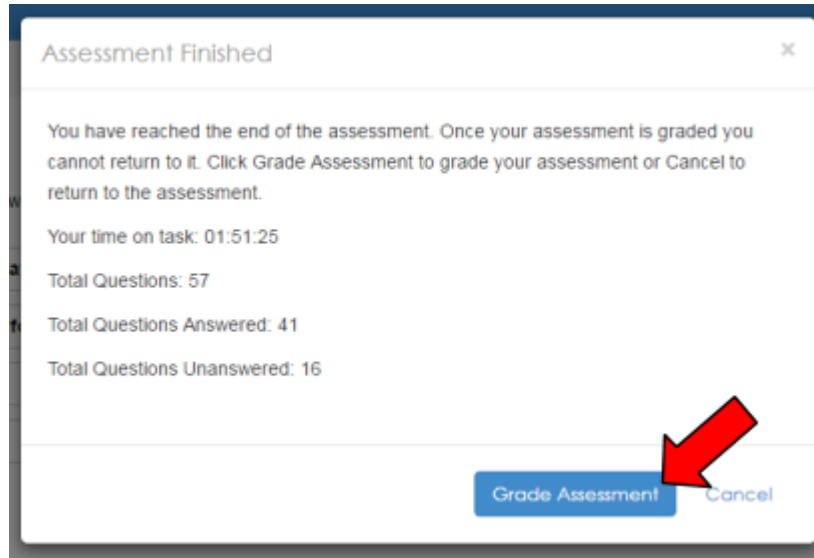 Assessment Finished ×
You have reached the end of the assessment. Once your assessment is graded you
cannot return to it. Click Grade Assessment to grade your assessment or Cancel to
return to the assessment.
Your time on task: 01:51:25
Total Questions: 57
Total Questions Answered: 41
Total Questions Unanswered: 16
Grade Assessment Cancel